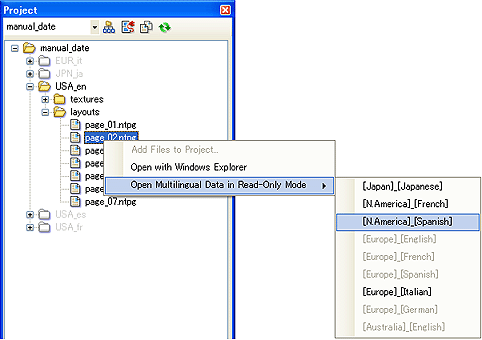 Project
manual_date
manual_date
EUR_it
JPN_ja
USA_en
textures
layouts
page_01.ntpg
page_02.ntpg
Add Files to Project..
page
Open with Windows Explorer
page
Open Multilingual Data in Read-Only Mode
page
[Japan]_[Japanese]
page_07.ntpg
[N.America]_[French]
USA_es
[N.America]_[Spanish]
USA_fr
[Europe]_[English]
[Europe]_[French]
[Europe]_[Spanish]
[Europe]_[Italian]
[Europe]_[German]
[Australia]_[English]